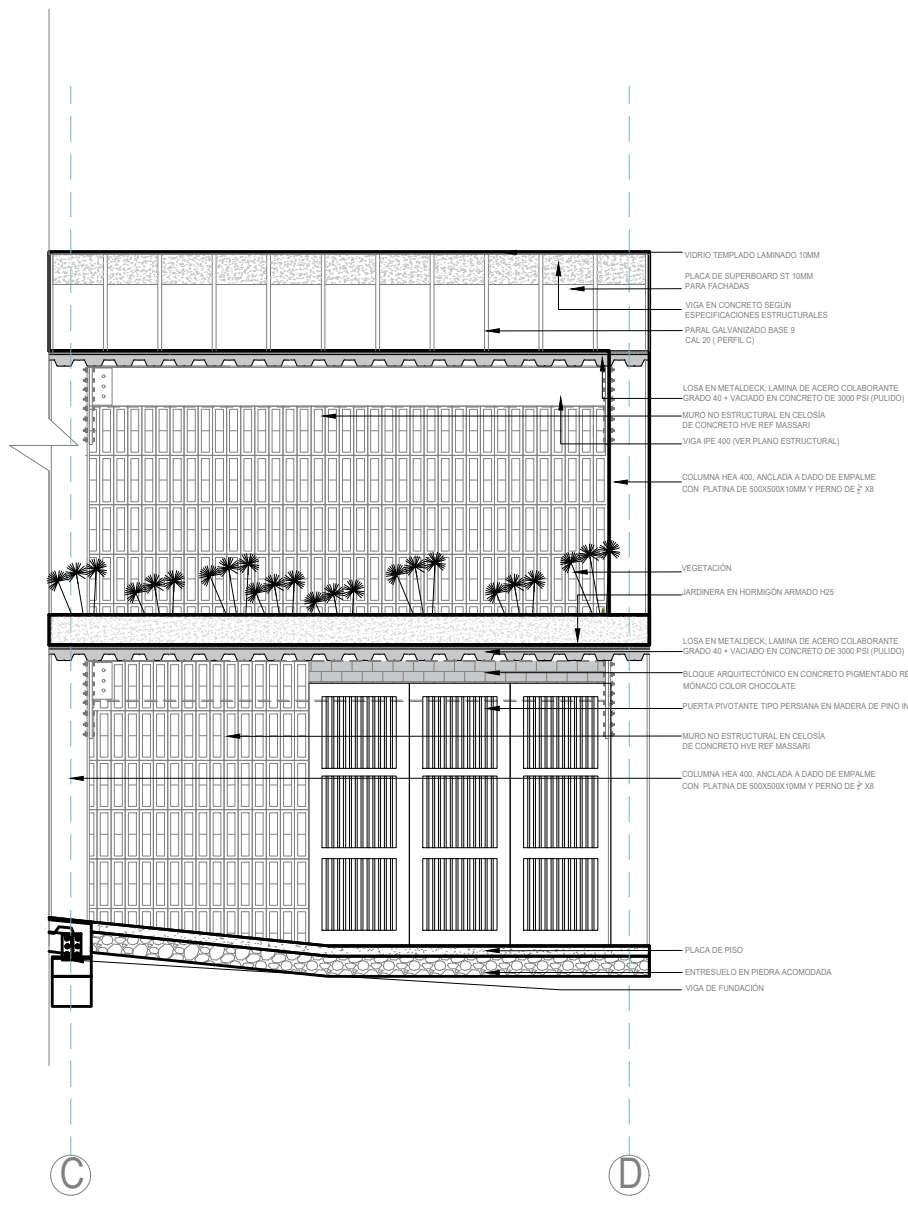 VIDRIO TEMPLADO LAMINADO 10MM
PLACA DE SUPERBOARD ST 10MM
PARA FACHADAS
VIGA EN CONCRETO SEGÚN
ESPECIFICACIONES ESTRUCTURALES
PARAL GALVANIZADO BASE 9
CAL 20 ( PERFIL C)
LOSA EN METALDECK; LAMINA DE ACERO COLABORANTE
GRADO 40 + VACIADO EN CONCRETO DE 3000 PSI (PULIDO)
MURO NO ESTRUCTURAL EN CELOSÍA
DE CONCRETO HVE REF MASSARI
VIGA IPE 400 (VER PLANO ESTRUCTURAL)
COLUMNA HEA 400, ANCLADA A DADO DE EMPALME
CON PLATINA DE 500X500X10MM Y PERNO DE X8
VEGETACIÓN
JARDINERA EN HORMIGÓN ARMADO H25
LOSA EN METALDECK; LAMINA DE ACERO COLABORANTE
GRADO 40 + VACIADO EN CONCRETO DE 3000 PSI (PULIDO)
BLOQUE ARQUITECTÓNICO EN CONCRETO PIGMENTADO RE
MÓNACO COLOR CHOCOLATE
PUERTA PIVOTANTE TIPO PERSIANA EN MADERA DE PINO IN
MURO NO ESTRUCTURAL EN CELOSÍA
DE CONCRETO HVE REF MASSARI
COLUMNA HEA 400, ANCLADA A DADO DE EMPALME
CON PLATINA DE 500X500X10MM Y PERNO DE X8
PLACA DE PISO
ENTRESUELO EN PIEDRA ACOMODADA
VIGA DE FUNDACIÓN
C D